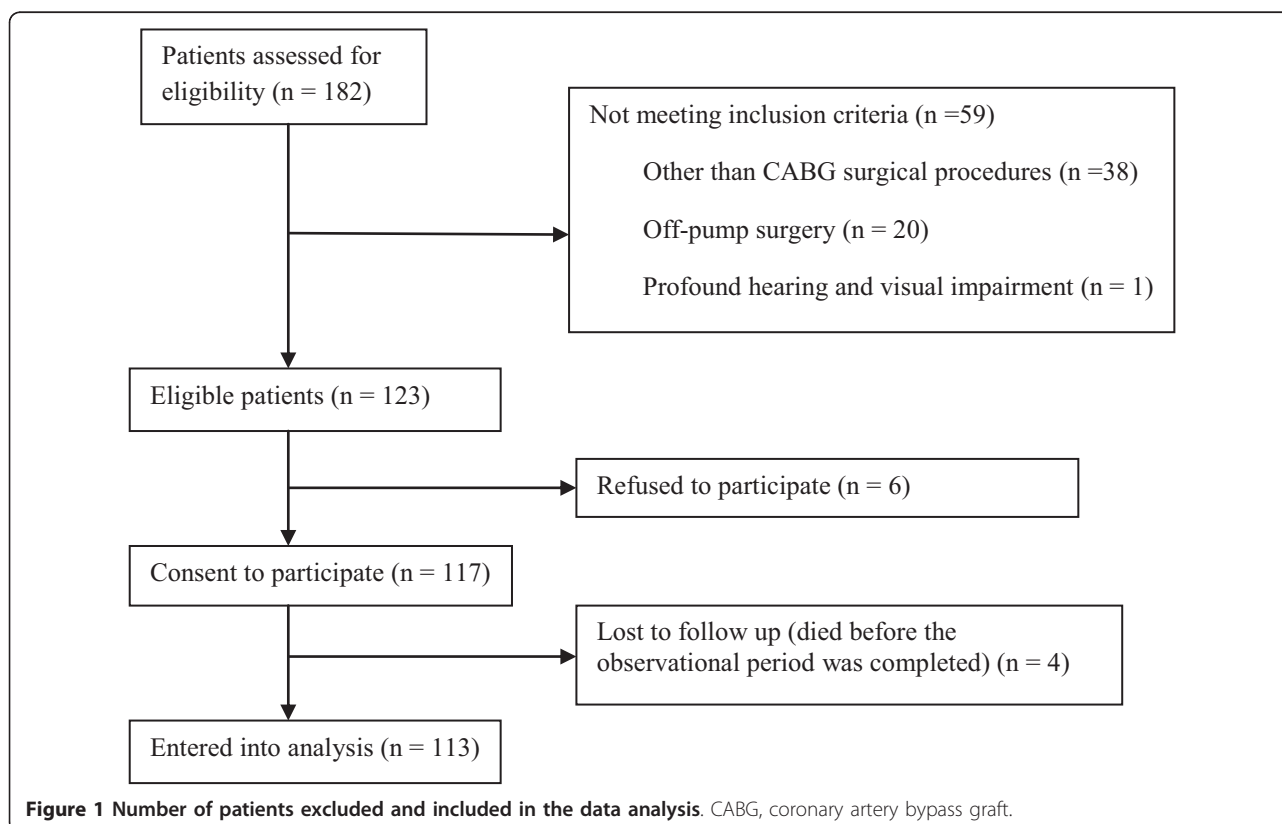 Patients assessed for
eligibility (n = 182)
Not meeting inclusion criteria (n =59)
Other than CABG surgical procedures (n =38)
Off-pump surgery (n = 20)
Profound hearing and visual impairment (n = 1)
Eligible patients (n = 123)
Refused to participate (n = 6)
Consent to participate (n = 117)
Lost to follow up (died before the
observational period was completed) (n = 4)
Entered into analysis (n = 113)
Figure 1 Number of patients excluded and included in the data analysis. CABG, coronary artery bypass graft.